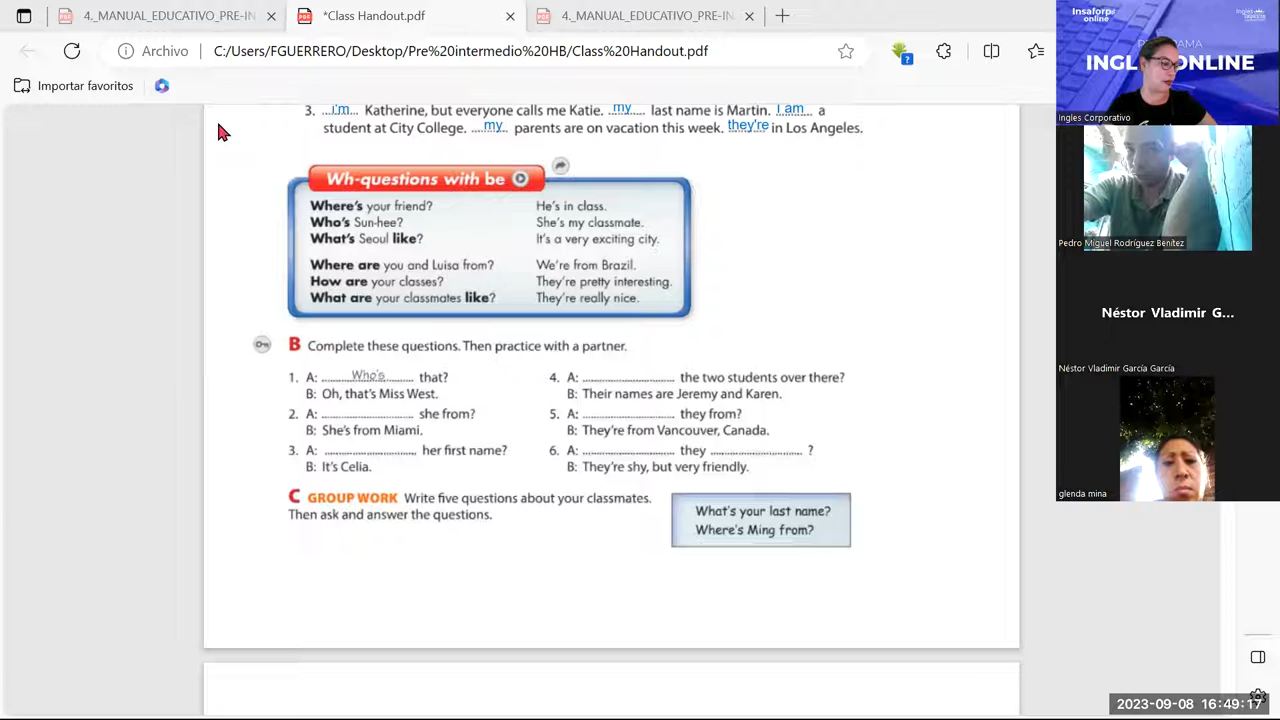 4_MANUAL_EDUCATIVO_PRE-IN
*Class Handout.pdf
4_MANUAL_EDUCATIVO_PRE-IN
Archivo
C:/Users/FGUERRERO/Desktop/Pre%20intermedio%20HB/Class%20Handout.pdf
Importar favoritos
3. I'm Katherine, but everyone calls me Katie. my last name is Martin. I am a
student at City College. my parents are on vacation this week. they're in Los Angeles.
Wh-questions with be
Where's your friend? He's in class.
Who's Sun-hee? She's my classmate.
What's Seoul like? It's a very exciting city.
Where are you and Luisa from? We're from Brazil.
How are your classes? They're pretty interesting.
What are your classmates like? They're really nice.
B Complete these questions. Then practice with a partner.
1. A: Who's that?
B: Oh, that's Miss West.
2. A: she from?
B: She's from Miami.
3. A: her first name?
B: It's Celia.
4. A: the two students over there?
B: Their names are Jeremy and Karen.
5. A: they from?
B: They're from Vancouver, Canada.
6. A: they ?
B: They're shy, but very friendly.
C GROUP WORK Write five questions about your classmates.
Then ask and answer the questions.
What's your last name?
Where's Ming from?
Insaforp
online
INGL ONLINE
Ingles Corporativo
Pedro Miguel Rodríguez Benítez
Néstor Vladimir G...
Néstor Vladimir García García
glenda mina
2023-09-08 16:49:17